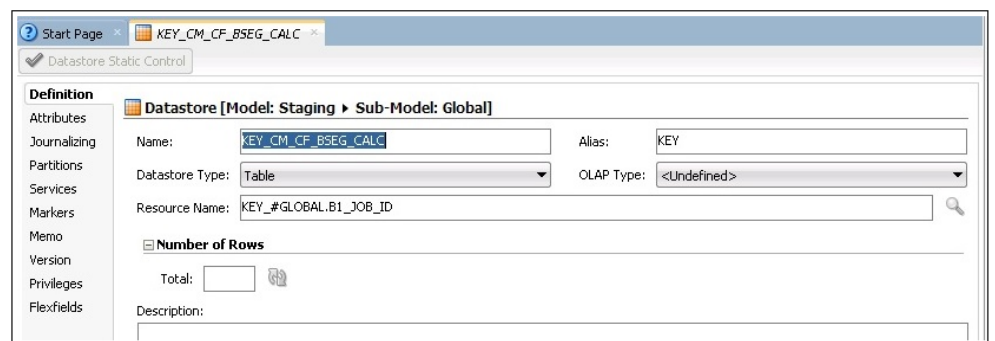 Start Page KEY_CM_CF_BSEG_CALC
Datastore Static Control
Definition
Attributes
Journalizing
Partitions
Services
Markers
Memo
Version
Privileges
Flexfields
Datastore [Model: Staging ▸ Sub-Model: Global]
Name: KEY_CM_CF_BSEG_CALC Alias: KEY
Datastore Type: Table OLAP Type: <Undefined>
Resource Name: KEY_#GLOBAL.B1_JOB_ID
Number of Rows
Total:
Description: